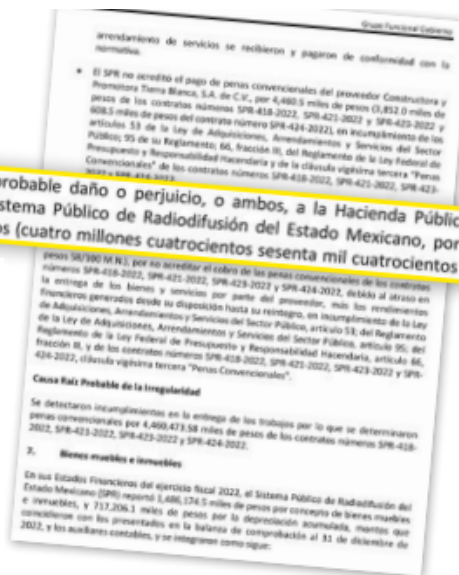 Grupo Funcional Gobierno
arrendamiento de servicios se recibieron y pagaron de conformidad con la
normativa.
• El SPR no acreditó el pago de penas convencionales del proveedor Constructora y
Promotora Tierra Blanca, S.A. de C.V., por 4,460.5 miles de pesos (3,852.0 miles de
pesos de los contratos números SPR-418-2022, SPR-421-2022 y SPR-423-2022 y
608.5 miles de pesos del contrato número SPR-424-2022), en incumplimiento de los
artículos 53 de la Ley de Adquisiciones, Arrendamientos y Servicios del Sector
Público; 95 de su Reglamento; 66, fracción III, del Reglamento de la Ley Federal de
Presupuesto y Responsabilidad Hacendaria y de la cláusula vigésima tercera "Penas
Convencionales" de los contratos números SPR-418-2022, SPR-421-2022, SPR-423-
probable daño o perjuicio, o ambos, a la Hacienda Públic
stema Público de Radiodifusión del Estado Mexicano, por
os (cuatro millones cuatrocientos sesenta mil cuatrocientos
pesos 58/100 M.N.), por no acreditar el cobro de las penas convencionales de los contratos
números SPR-418-2022, SPR-421-2022, SPR-423-2022 y SPR-424-2022, debido al atraso en
la entrega de los bienes y servicios por parte del proveedor, más los rendimientos
financieros generados desde su disposición hasta su reintegro, en incumplimiento de la Ley
de Adquisiciones, Arrendamientos y Servicios del Sector Público, artículo 53; del Reglamento
de la Ley de Adquisiciones, Arrendamientos y Servicios del Sector Público, artículo 95; del
Reglamento de la Ley Federal de Presupuesto y Responsabilidad Hacendaria, artículo 66,
fracción III, y de los contratos números SPR-418-2022, SPR-421-2022, SPR-423-2022 y SPR-
424-2022, cláusula vigésima tercera "Penas Convencionales".
Causa Raíz Probable de la Irregularidad
Se detectaron incumplimientos en la entrega de los trabajos por lo que se determinaron
penas convencionales por 4,460,473.58 miles de pesos de los contratos números SPR-418-
2022, SPR-421-2022, SPR-423-2022 y SPR-424-2022.
7. Bienes muebles e inmuebles
En sus Estados Financieros del ejercicio fiscal 2022, el Sistema Público de Radiodifusión del
Estado Mexicano (SPR) reportó 1,486,174.5 miles de pesos por concepto de bienes muebles
e inmuebles, y 717,206.1 miles de pesos por la depreciación acumulada, montos que
coincidieron con los presentados en la balanza de comprobación al 31 de diciembre de
2022, y los auxiliares contables, y se integraron como sigue: